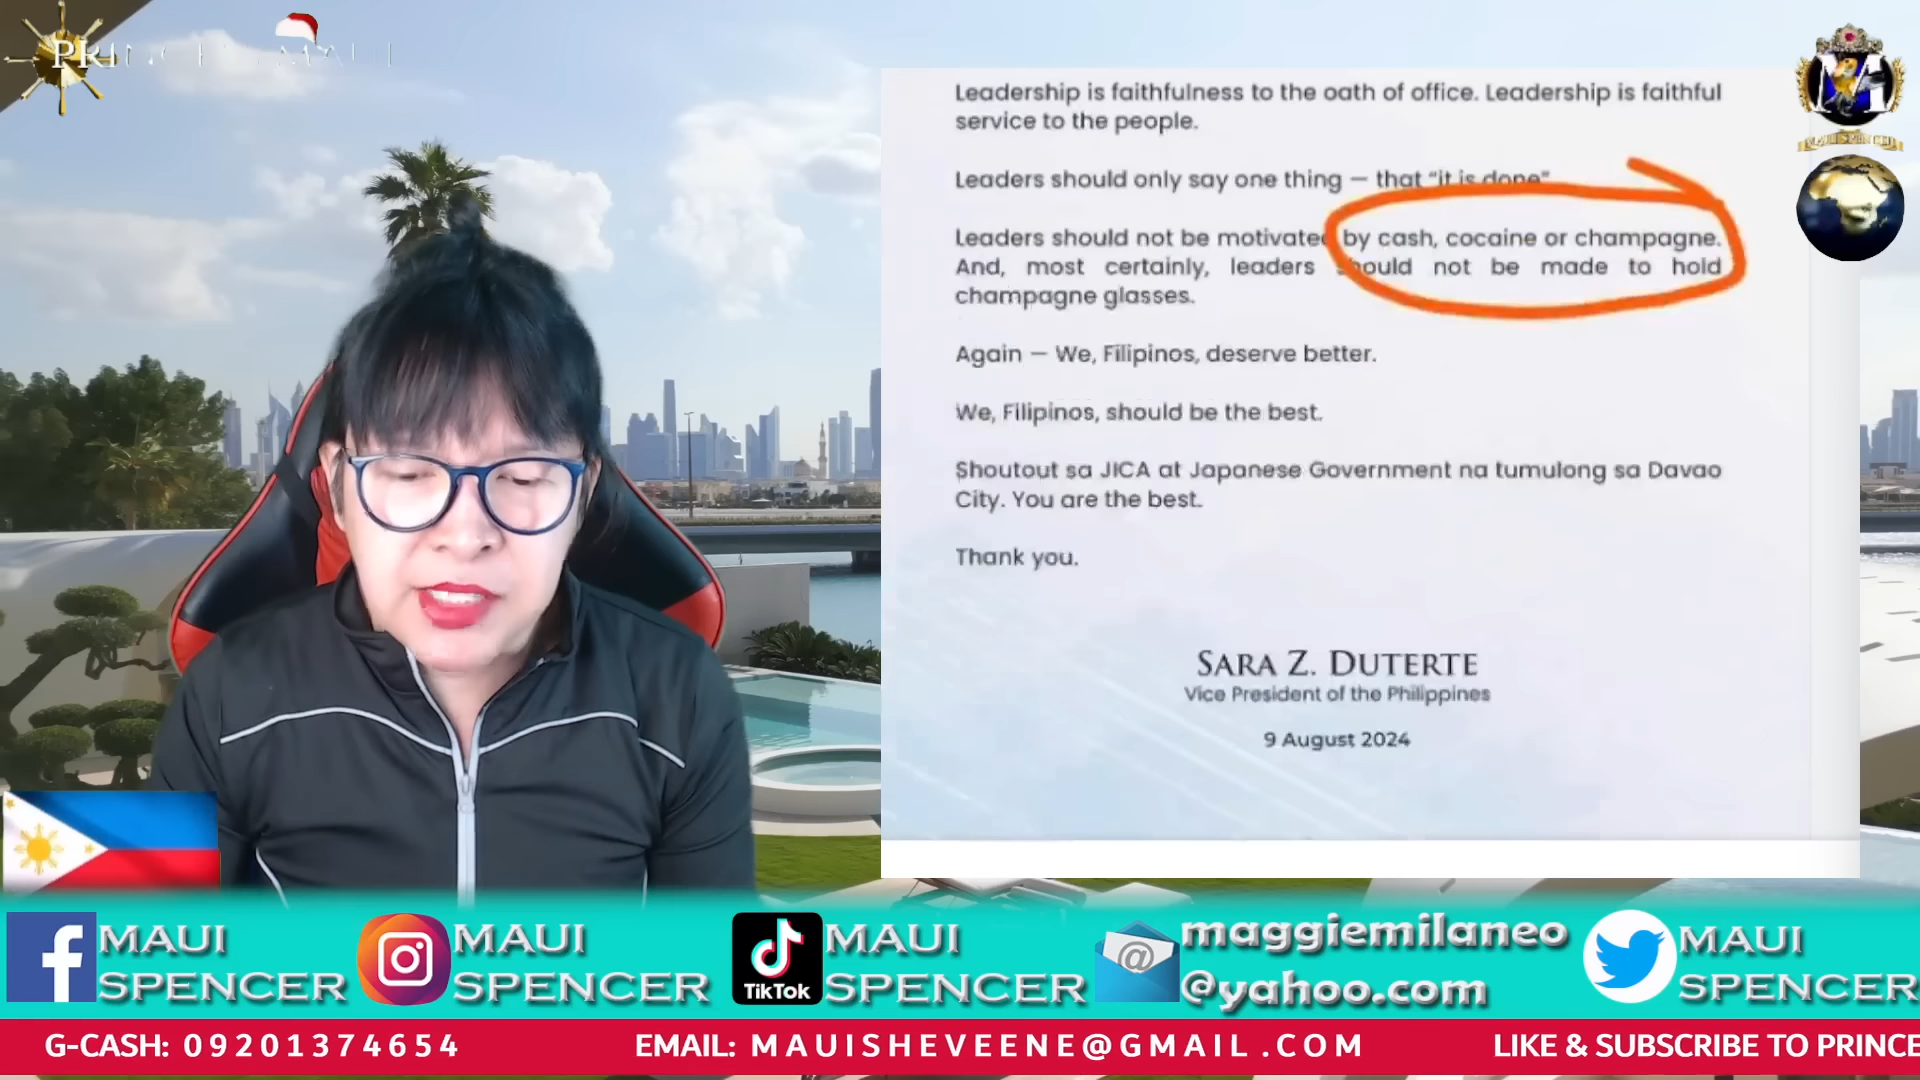 PRINCE MAUI
M
MAUI SPENCER
Leadership is faithfulness to the oath of office. Leadership is faithful
service to the people.
Leaders should only say one thing — that “it is done”
Leaders should not be motivated by cash, cocaine or champagne.
And, most certainly, leaders should not be made to hold
champagne glasses.
Again — We, Filipinos, deserve better.
We, Filipinos, should be the best.
Shoutout sa JICA at Japanese Government na tumulong sa Davao
City. You are the best.
Thank you.
SARA Z. DUTERTE
Vice President of the Philippines
9 August 2024
MAUI
SPENCER
MAUI
SPENCER
TikTok
MAUI
SPENCER
maggiemilaneo
@yahoo.com
MAUI
SPENCER
G-CASH: 09201374654
EMAIL: MAUISHEVEENE@GMAIL .COM
LIKE & SUBSCRIBE TO PRINCE